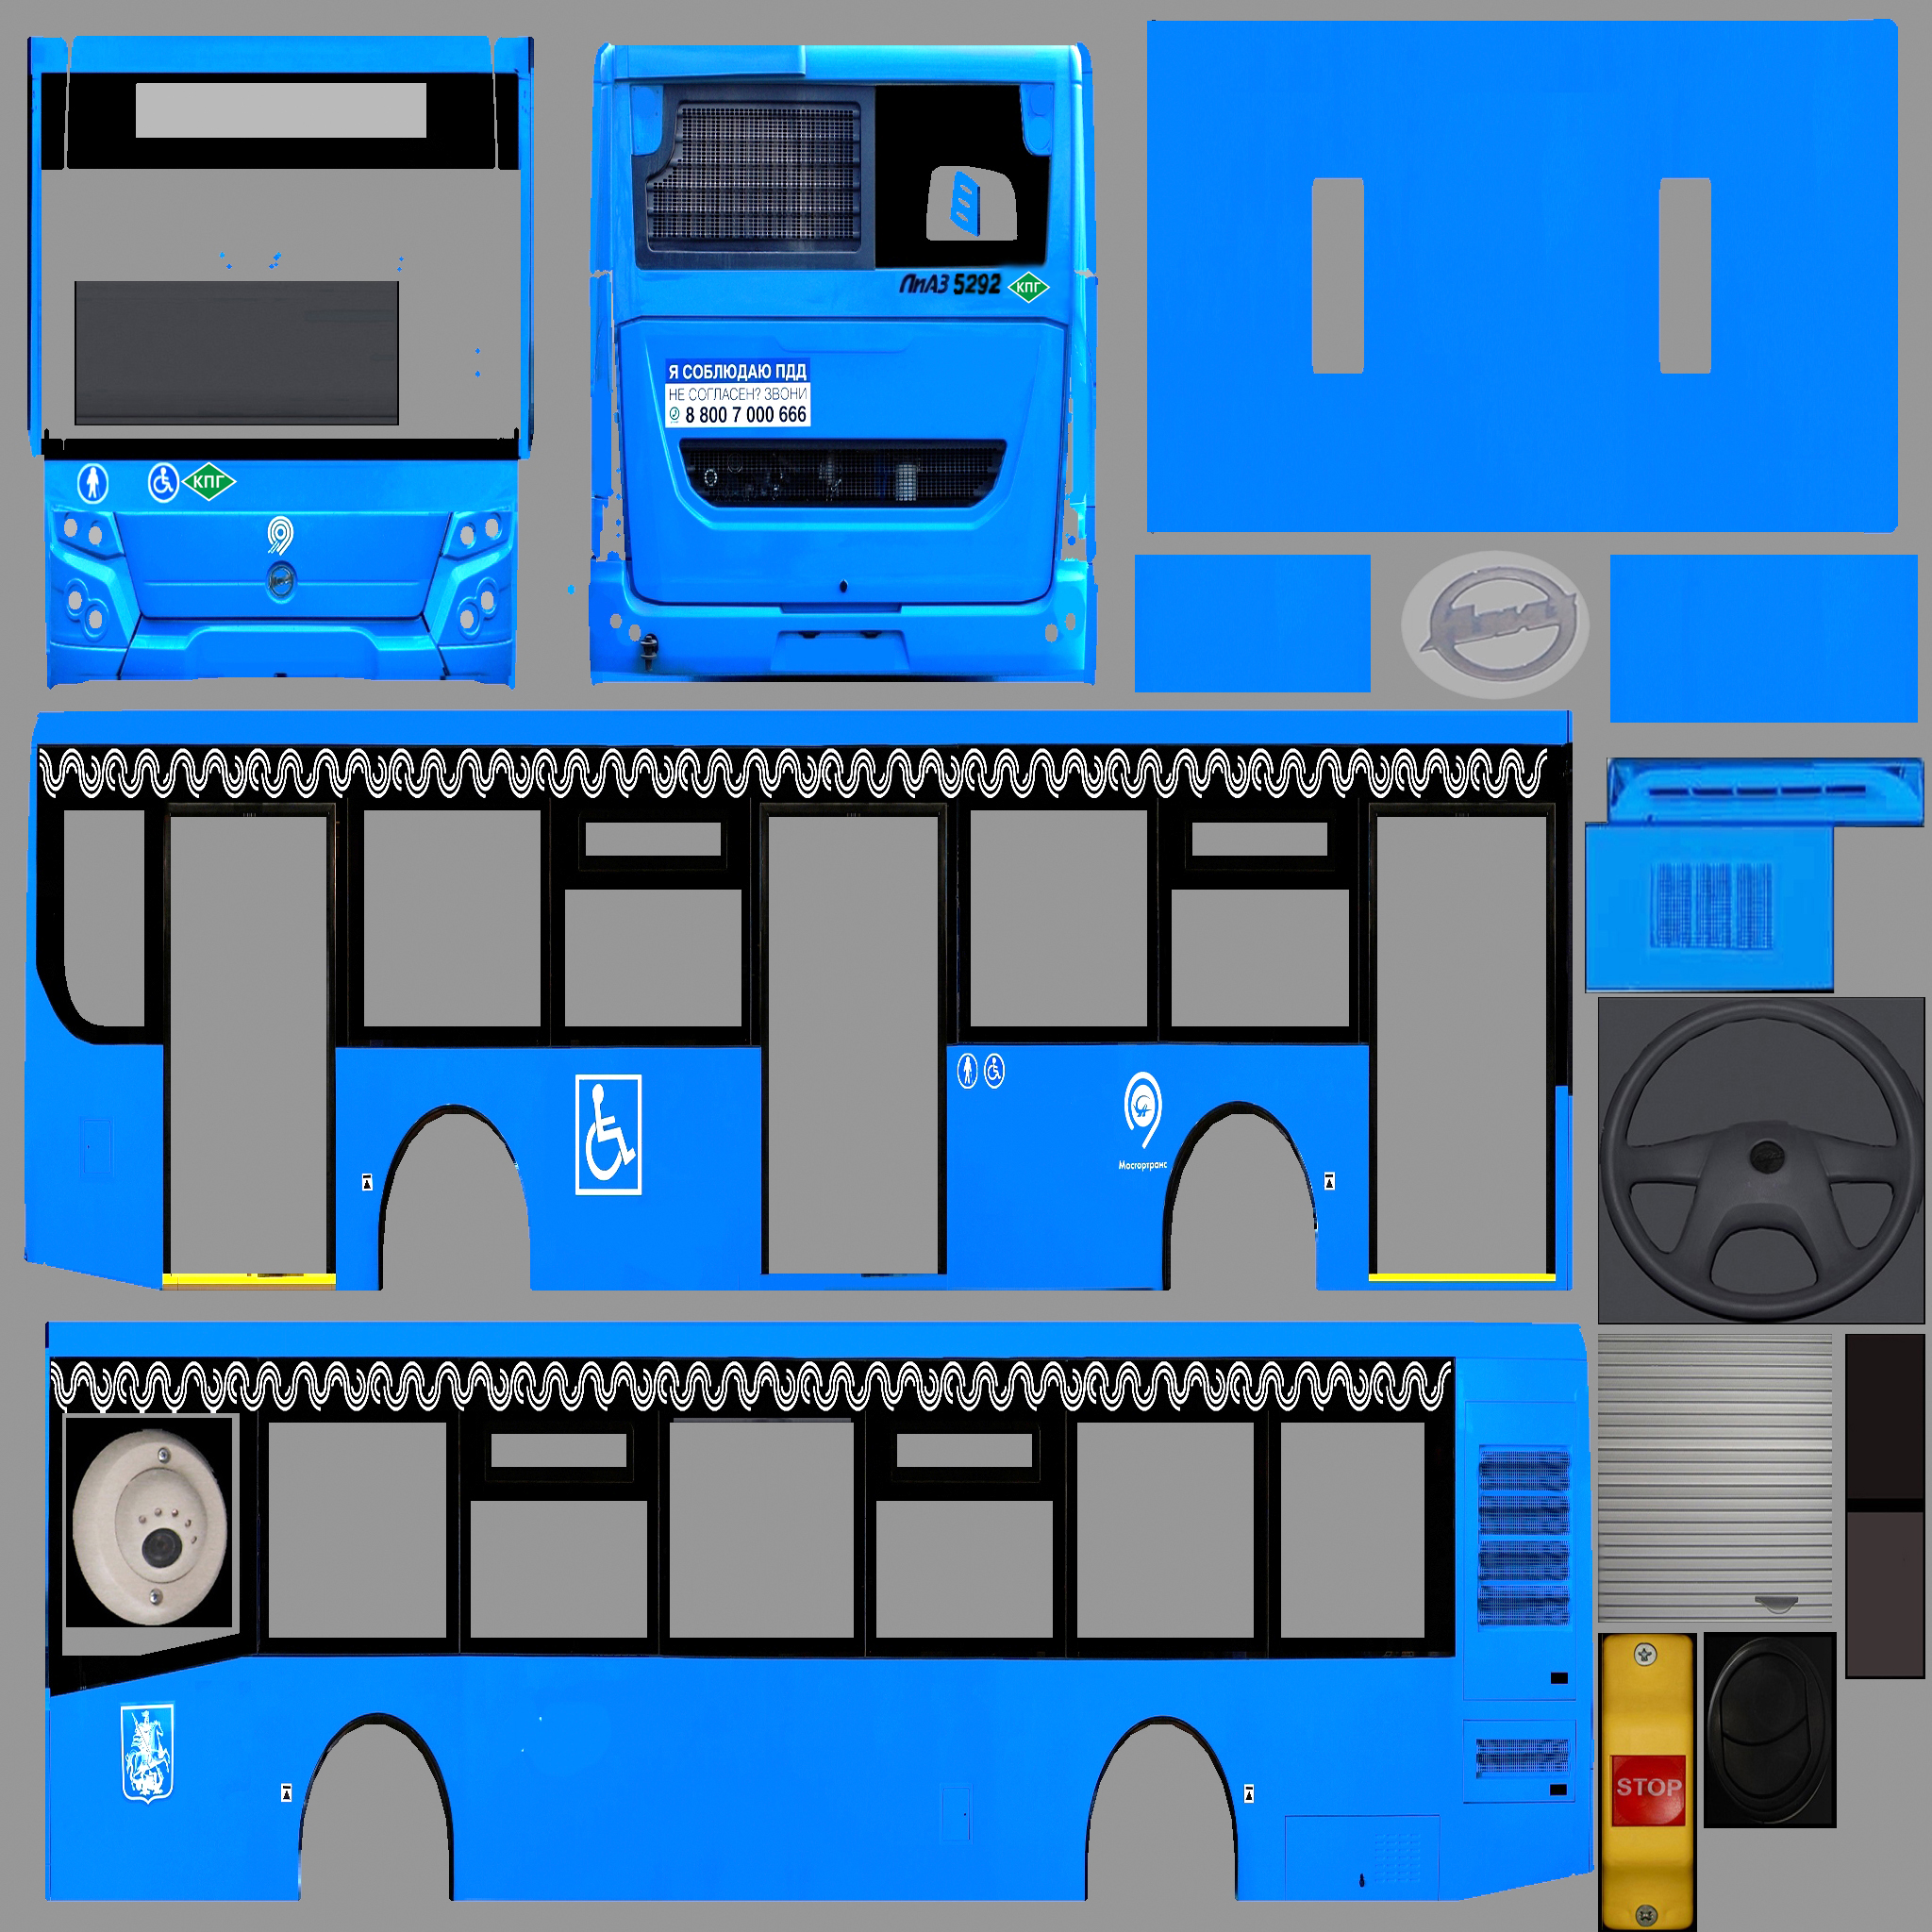 ЛиАЗ 5292
КПГ
Я СОБЛЮДАЮ ПДД
НЕ СОГЛАСЕН? ЗВОНИ
8 800 7 000 666
КПГ
Мосгортранс
STOP